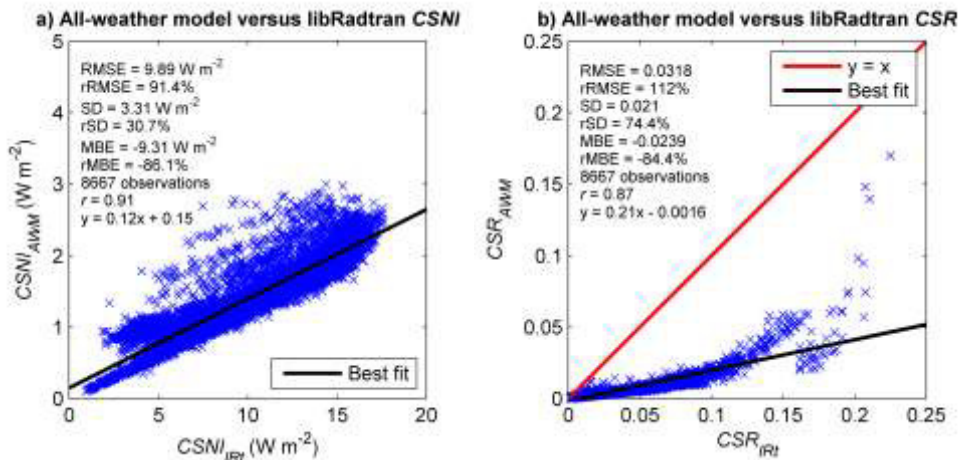 a) All-weather model versus libRadtran CSNI
5
4
3
2
1
0
CSNI_AWM (W m⁻²)
RMSE = 9.89 W m⁻²
rRMSE = 91.4%
SD = 3.31 W m⁻²
rSD = 30.7%
MBE = -9.31 W m⁻²
rMBE = -86.1%
8667 observations
r = 0.91
y = 0.12x + 0.15
Best fit
0 5 10 15 20
CSNI_lRt (W m⁻²)
b) All-weather model versus libRadtran CSR
0.25
0.2
0.15
0.1
0.05
0
CSR_AWM
RMSE = 0.0318
rRMSE = 112%
SD = 0.021
rSD = 74.4%
MBE = -0.0239
rMBE = -84.4%
8667 observations
r = 0.87
y = 0.21x - 0.0016
y = x
Best fit
0 0.05 0.1 0.15 0.2 0.25
CSR_lRt